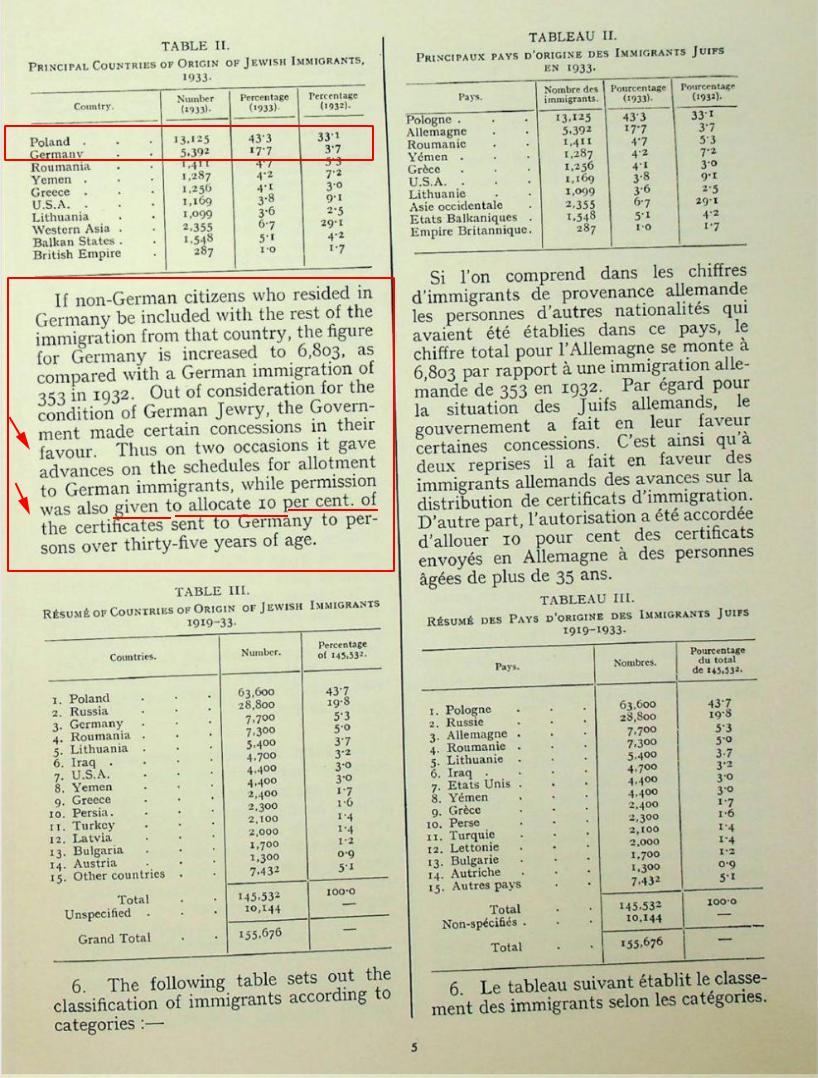 TABLE II.
PRINCIPAL COUNTRIES OF ORIGIN OF JEWISH IMMIGRANTS,
1933.
Country. Number (1933). Percentage (1933). Percentage (1932).
Poland . . . 13,125 43·3 33·1
Germany . . 5,392 17·7 3·7
Roumania . . 1,411 4·7 5·3
Yemen . . . 1,287 4·2 7·2
Greece . . . 1,256 4·1 3·0
U.S.A. . . . 1,169 3·8 9·1
Lithuania . . 1,099 3·6 2·5
Western Asia . . 2,355 6·7 29·1
Balkan States . . 1,548 5·1 4·2
British Empire . 287 1·0 1·7
If non-German citizens who resided in
Germany be included with the rest of the
immigration from that country, the figure
for Germany is increased to 6,803, as
compared with a German immigration of
353 in 1932. Out of consideration for the
condition of German Jewry, the Govern-
ment made certain concessions in their
favour. Thus on two occasions it gave
advances on the schedules for allotment
to German immigrants, while permission
was also given to allocate 10 per cent. of
the certificates sent to Germany to per-
sons over thirty-five years of age.
TABLE III.
RÉSUMÉ OF COUNTRIES OF ORIGIN OF JEWISH IMMIGRANTS
1919-33.
Countries. Number. Percentage of 145,532.
1. Poland . . . 63,600 43·7
2. Russia . . . 28,800 19·8
3. Germany . . . 7,700 5·3
4. Roumania . . . 7,300 5·0
5. Lithuania . . . 5,400 3·7
6. Iraq . . . 4,700 3·2
7. U.S.A. . . . 4,400 3·0
8. Yemen . . . 4,400 3·0
9. Greece . . . 2,400 1·7
10. Persia . . . 2,300 1·6
11. Turkey . . . 2,100 1·4
12. Latvia . . . 2,000 1·4
13. Bulgaria . . . 1,700 1·2
14. Austria . . . 1,300 0·9
15. Other countries . . 7,432 5·1
Total . . 145,532 100·0
Unspecified . . . 10,144 —
Grand Total . . 155,676 —
6. The following table sets out the
classification of immigrants according to
categories :—
TABLEAU II.
PRINCIPAUX PAYS D'ORIGINE DES IMMIGRANTS JUIFS
EN 1933.
Pays. Nombre des immigrants. Pourcentage (1933). Pourcentage (1932).
Pologne . . . 13,125 43·3 33·1
Allemagne . . 5,392 17·7 3·7
Roumanie . . 1,411 4·7 5·3
Yémen . . . 1,287 4·2 7·2
Grèce . . . 1,256 4·1 3·0
U.S.A. . . . 1,169 3·8 9·1
Lithuanie . . 1,099 3·6 2·5
Asie occidentale . 2,355 6·7 29·1
Etats Balkaniques . 1,548 5·1 4·2
Empire Britannique. 287 1·0 1·7
Si l'on comprend dans les chiffres
d'immigrants de provenance allemande
les personnes d'autres nationalités qui
avaient été établies dans ce pays, le
chiffre total pour l'Allemagne se monte à
6,803 par rapport à une immigration alle-
mande de 353 en 1932. Par égard pour
la situation des Juifs allemands, le
gouvernement a fait en leur faveur
certaines concessions. C'est ainsi qu'à
deux reprises il a fait en faveur des
immigrants allemands des avances sur la
distribution de certificats d'immigration.
D'autre part, l'autorisation a été accordée
d'allouer 10 pour cent des certificats
envoyés en Allemagne à des personnes
âgées de plus de 35 ans.
TABLEAU III.
RÉSUMÉ DES PAYS D'ORIGINE DES IMMIGRANTS JUIFS
1919-1933.
Pays. Nombres. Pourcentage du total de 145,532.
1. Pologne . . . 63,600 43·7
2. Russie . . . 28,800 19·8
3. Allemagne . . . 7,700 5·3
4. Roumanie . . . 7,300 5·0
5. Lithuanie . . . 5,400 3·7
6. Iraq . . . 4,700 3·2
7. Etats Unis . . . 4,400 3·0
8. Yémen . . . 4,400 3·0
9. Grèce . . . 2,400 1·7
10. Perse . . . 2,300 1·6
11. Turquie . . . 2,100 1·4
12. Lettonie . . . 2,000 1·4
13. Bulgarie . . . 1,700 1·2
14. Autriche . . . 1,300 0·9
15. Autres pays . . 7,432 5·1
Total . . 145,532 100·0
Non-spécifiés . . . 10,144 —
Total . . 155,676 —
6. Le tableau suivant établit le classe-
ment des immigrants selon les catégories.
5